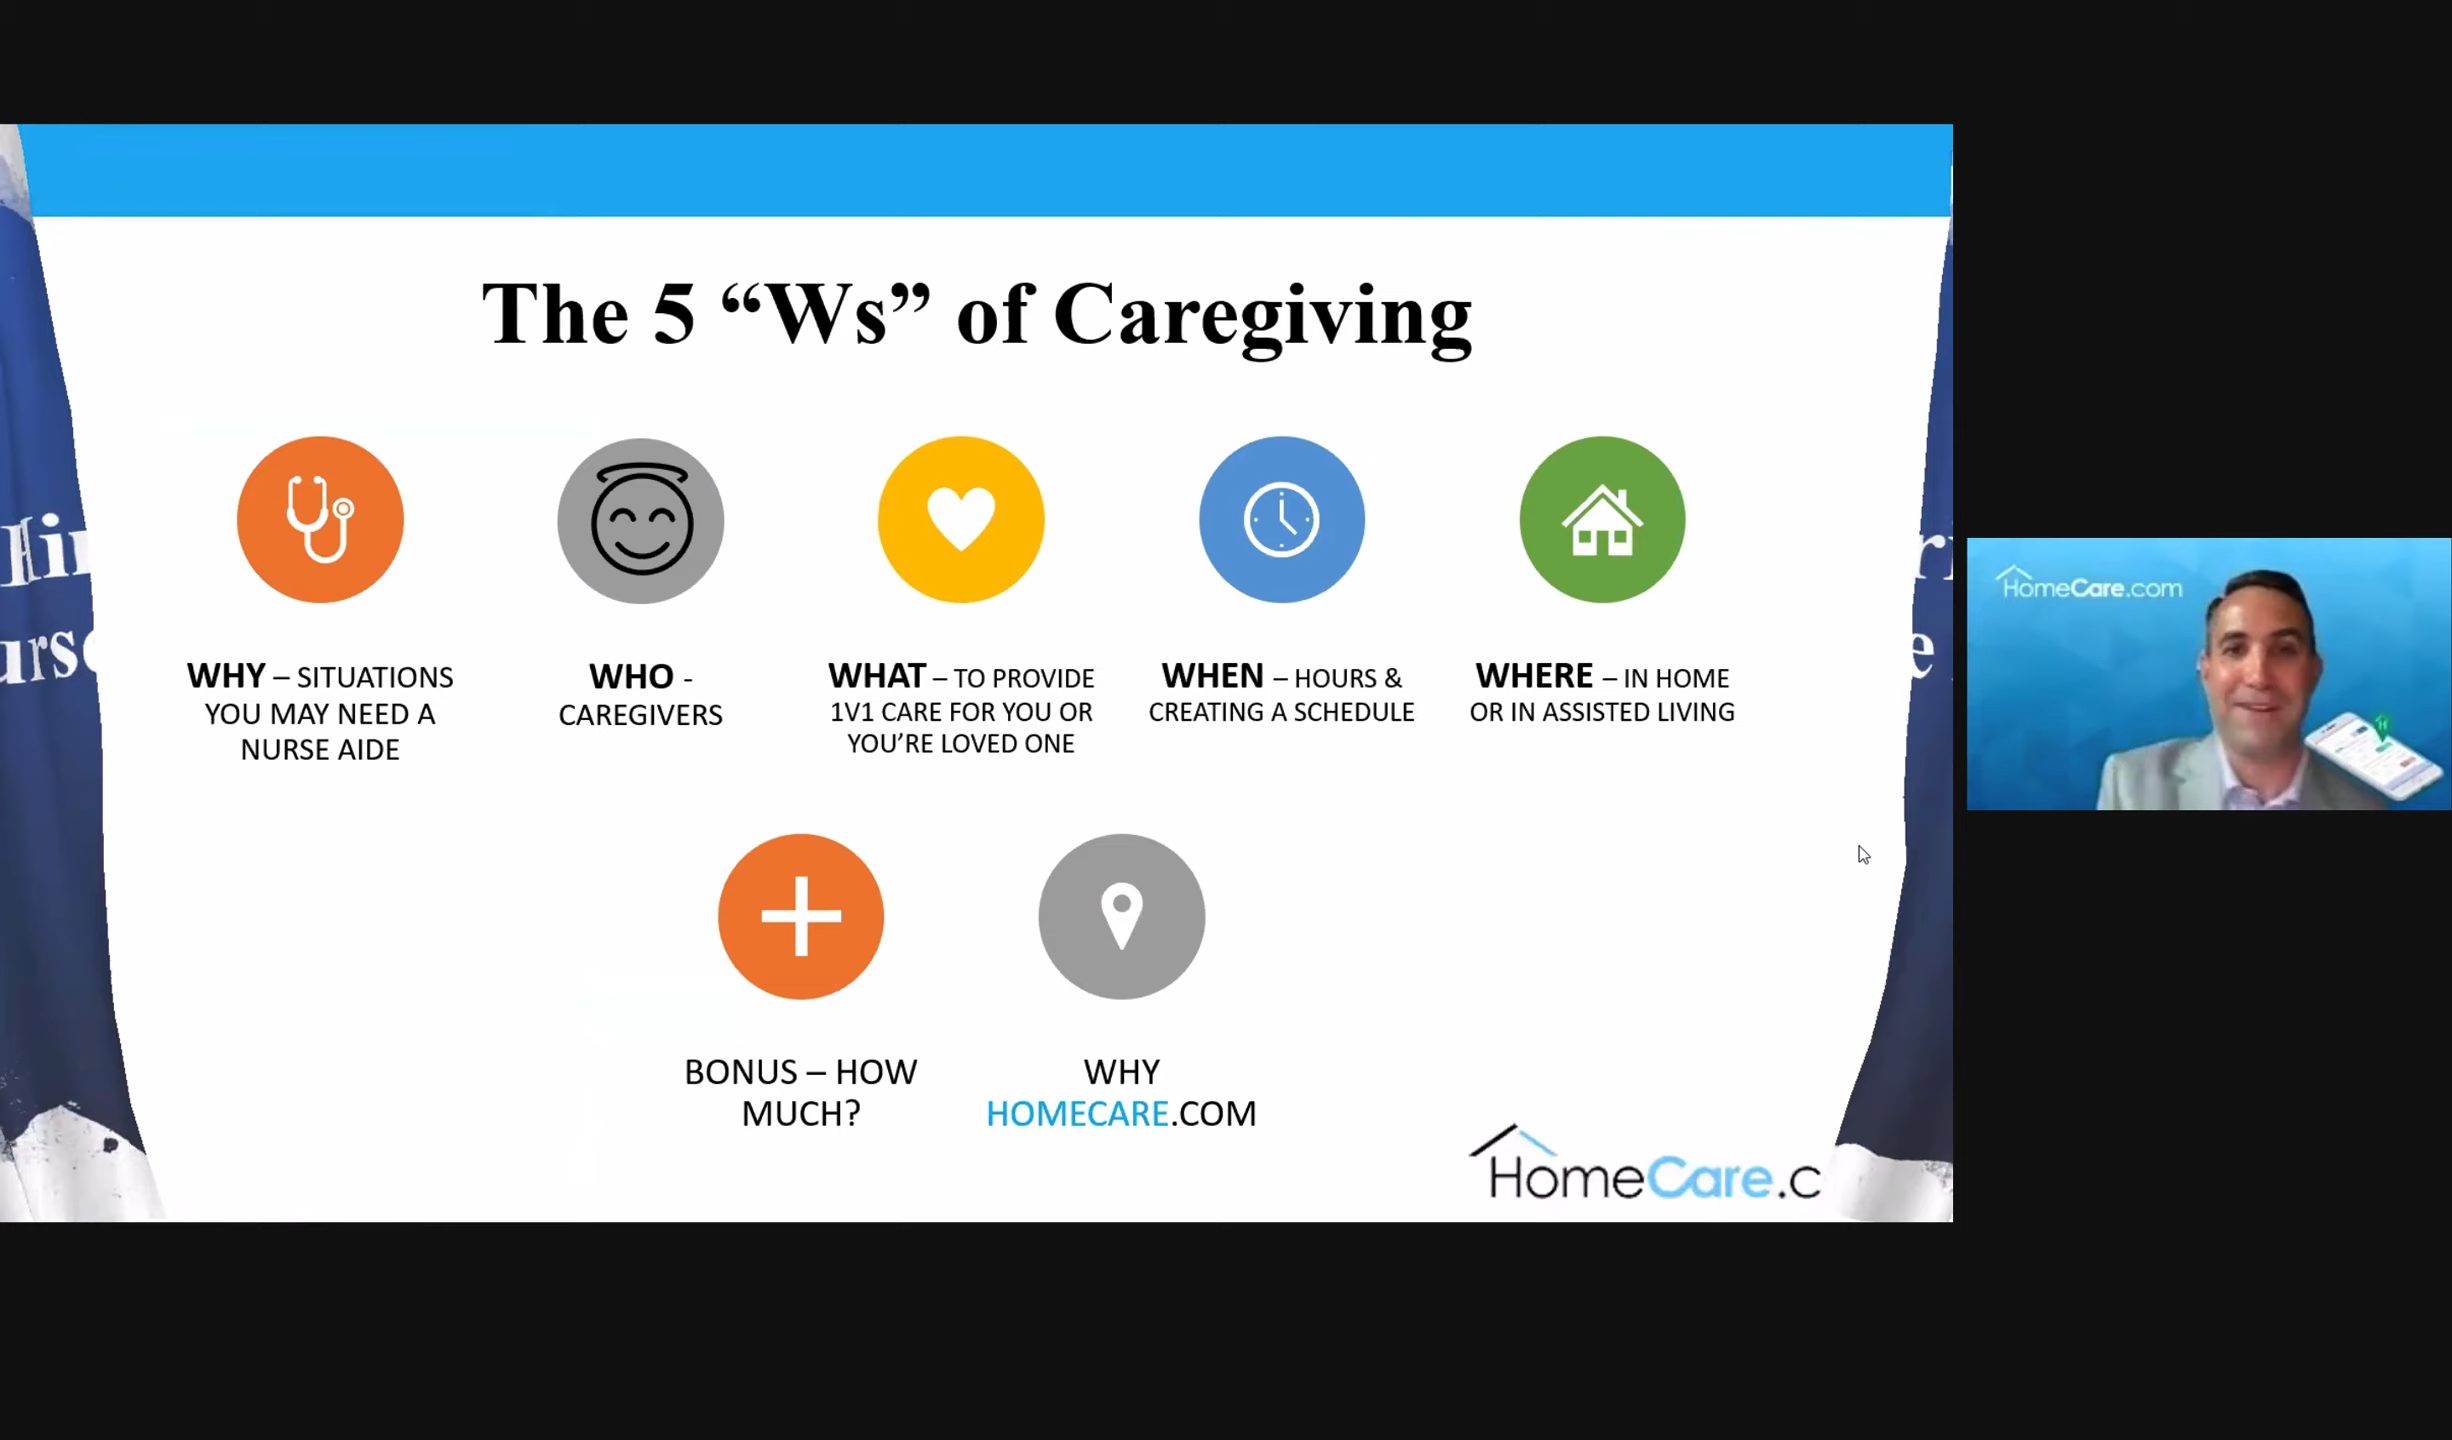 The 5 “Ws” of Caregiving
WHY – SITUATIONS
YOU MAY NEED A
NURSE AIDE
WHO -
CAREGIVERS
WHAT – TO PROVIDE
1V1 CARE FOR YOU OR
YOU’RE LOVED ONE
WHEN – HOURS &
CREATING A SCHEDULE
WHERE – IN HOME
OR IN ASSISTED LIVING
BONUS – HOW
MUCH?
WHY
HOMECARE.COM
HomeCare.c
HomeCare.com